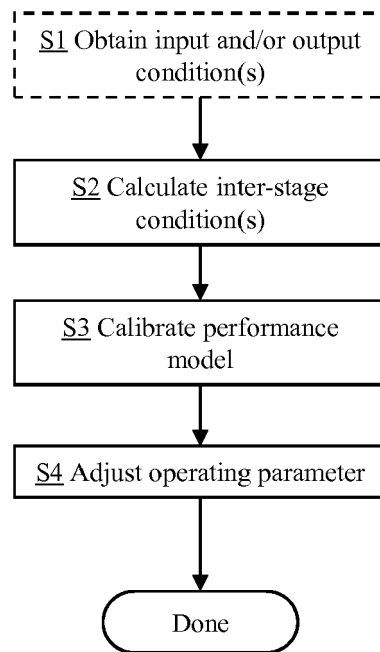 S1 Obtain input and/or output
condition(s)
S2 Calculate inter-stage
condition(s)
S3 Calibrate performance
model
S4 Adjust operating parameter
Done